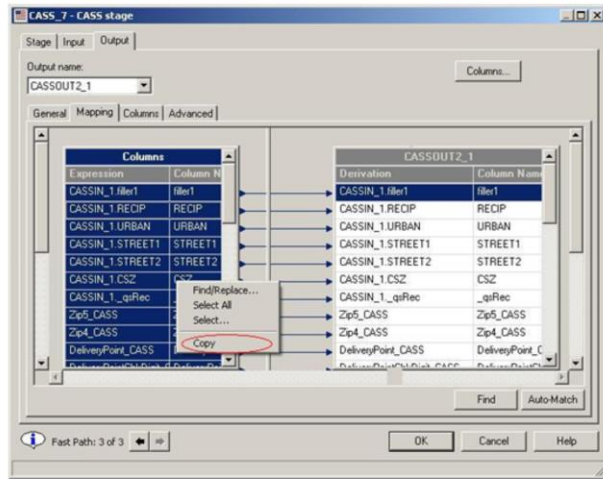 CASS_7 - CASS stage
Stage Input Output
Output name:
CASSOUT2_1
Columns...
General Mapping Columns Advanced
Columns
CASSOUT2_1
Expression Column N
Derivation Column Name
CASSIN_1.filler1 filler1
CASSIN_1.filler1 filler1
CASSIN_1.RECIP RECIP
CASSIN_1.RECIP RECIP
CASSIN_1.URBAN URBAN
CASSIN_1.URBAN URBAN
CASSIN_1.STREET1 STREET1
CASSIN_1.STREET1 STREET1
CASSIN_1.STREET2 STREET2
CASSIN_1.STREET2 STREET2
CASSIN_1.CSZ CSZ
CASSIN_1.CSZ CSZ
CASSIN_1._qsRec
CASSIN_1._qsRec _qsRec
Zip5_CASS
Zip5_CASS Zip5_CASS
Zip4_CASS
Zip4_CASS Zip4_CASS
DeliveryPoint_CASS
DeliveryPoint_CASS DeliveryPoint_C
Find/Replace...
Select All
Select...
Copy
Find Auto-Match
Fast Path: 3 of 3
OK Cancel Help